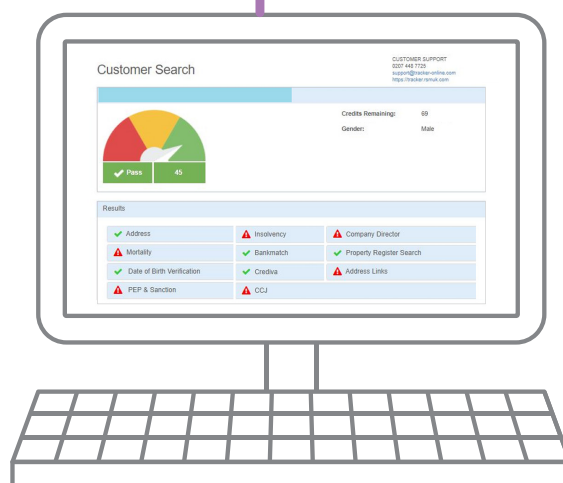 Customer Search
CUSTOMER SUPPORT
0207 448 7725
support@tracker-online.com
https://tracker.rsmuk.com
Credits Remaining: 69
Gender: Male
Pass 45
Results
Address Insolvency Company Director
Mortality Bankmatch Property Register Search
Date of Birth Verification Crediva Address Links
PEP & Sanction CCJ